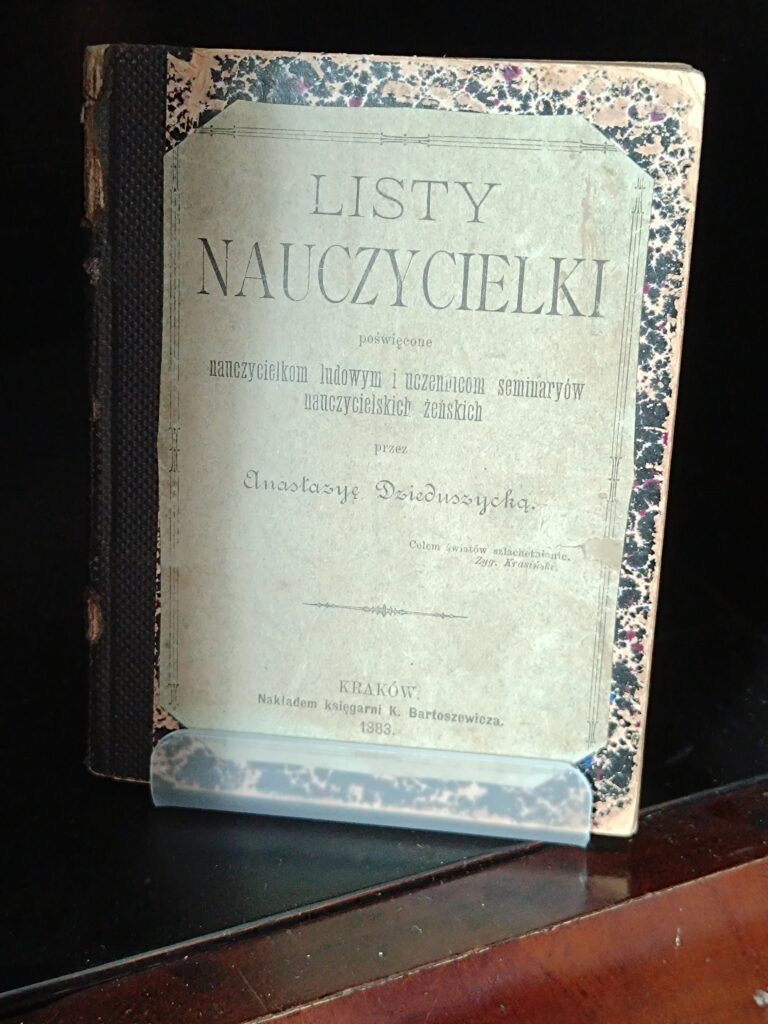 LISTY
NAUCZYCIELKI
poświęcone
nauczycielkom ludowym i uczennicom seminaryów
nauczycielskich żeńskich
przez
Anastazyę Dzieduszycką.
Celem światów szlachetnienie.
Zyg. Krasiński.
KRAKÓW.
Nakładem księgarni K. Bartoszewicza.
1883.